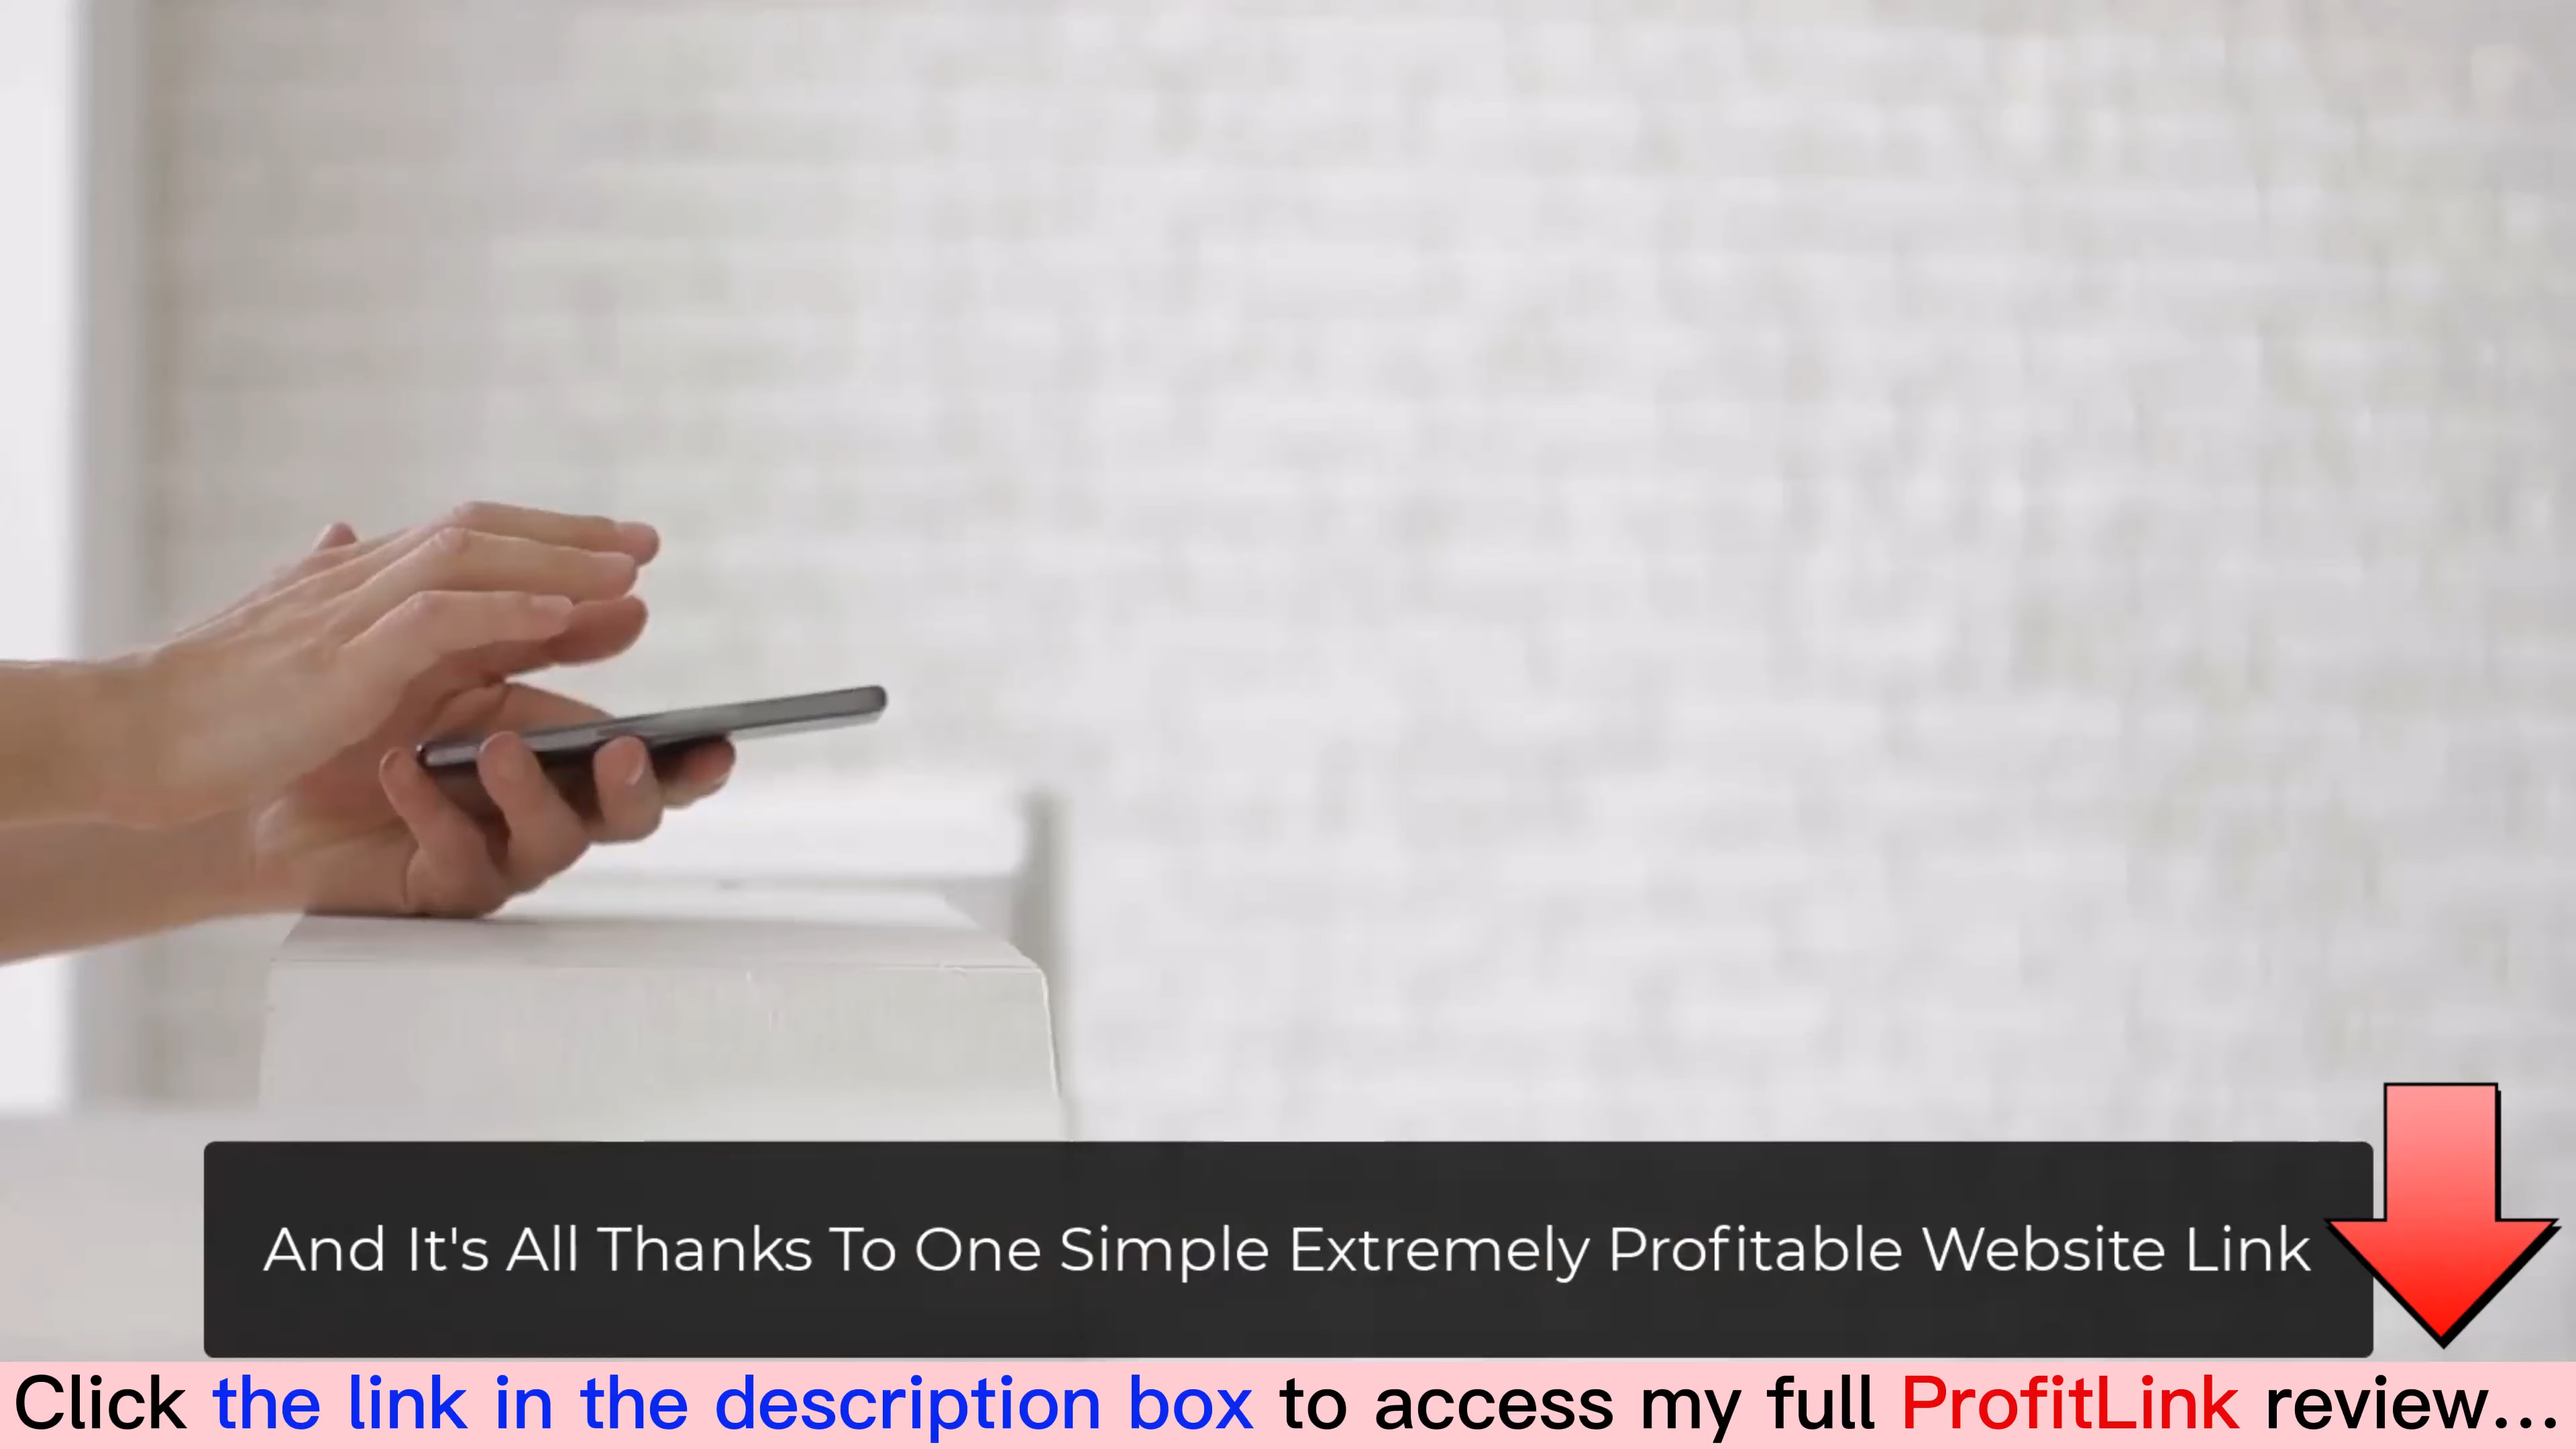 And It's All Thanks To One Simple Extremely Profitable Website Link
Click the link in the description box to access my full ProfitLink review...